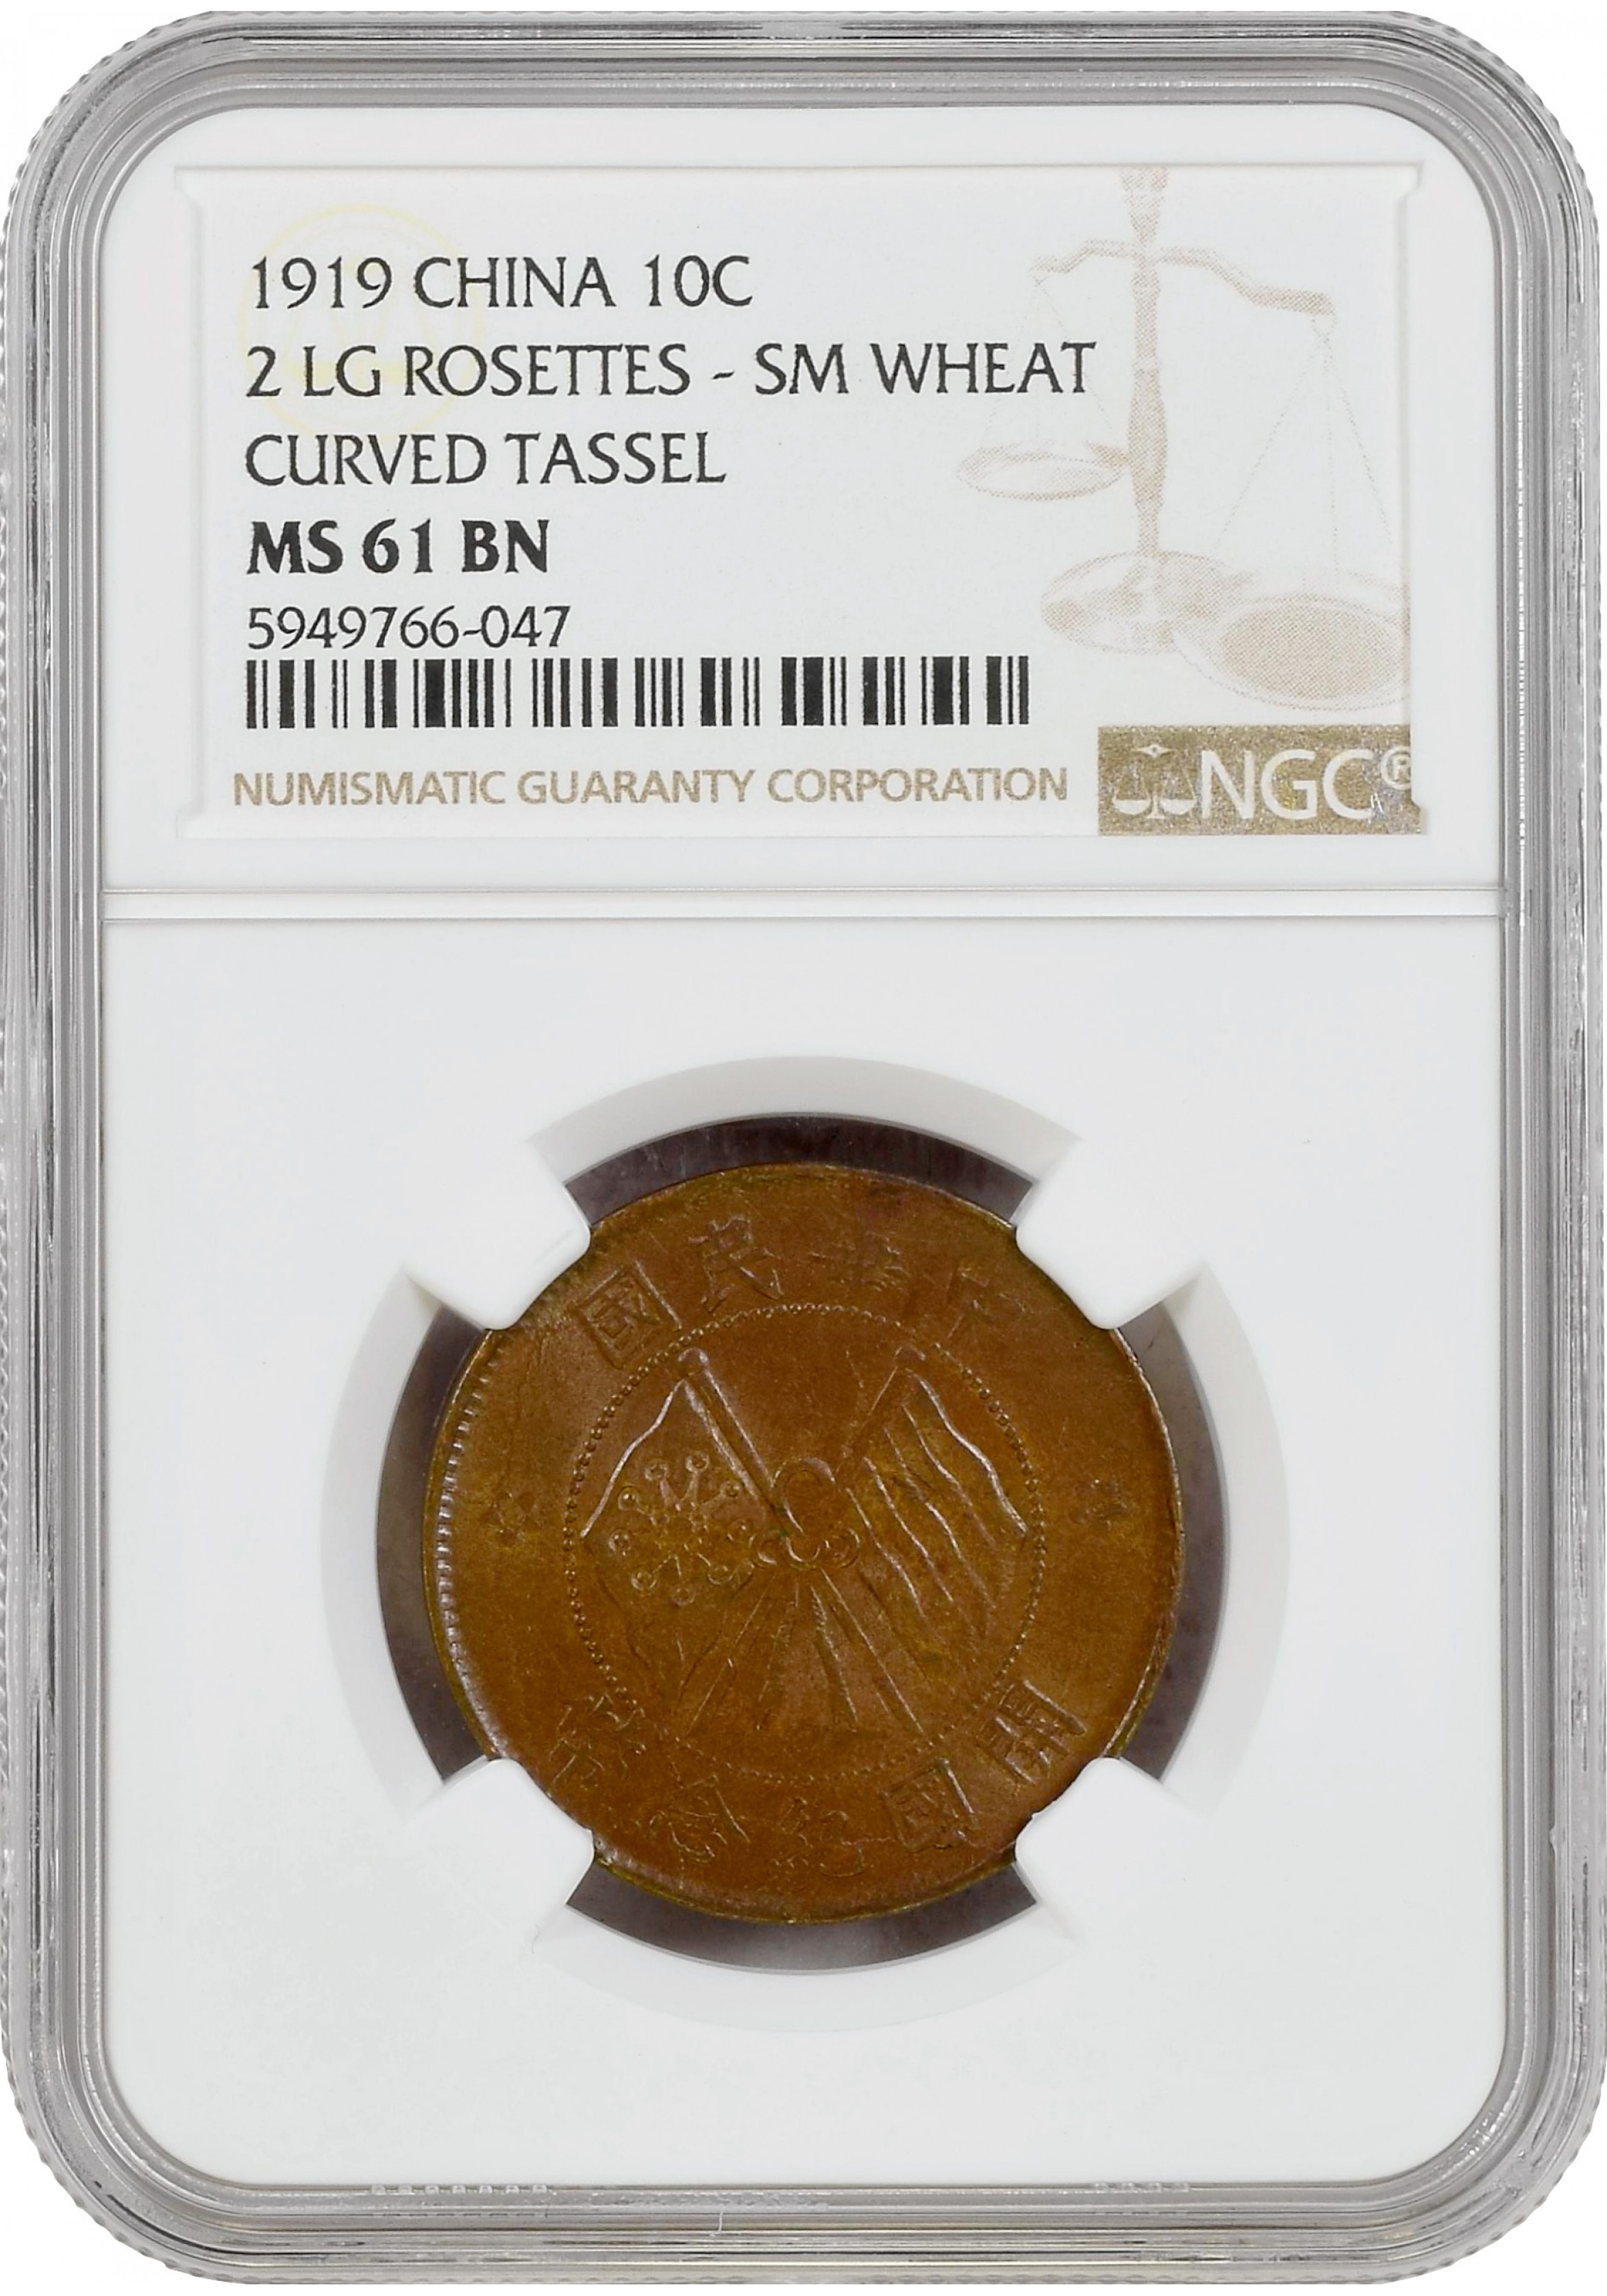 1919 CHINA 10C
2 LG ROSETTES - SM WHEAT
CURVED TASSEL
MS 61 BN
5949766-047
NUMISMATIC GUARANTY CORPORATION
NGC®
國民華中
開國紀念幣